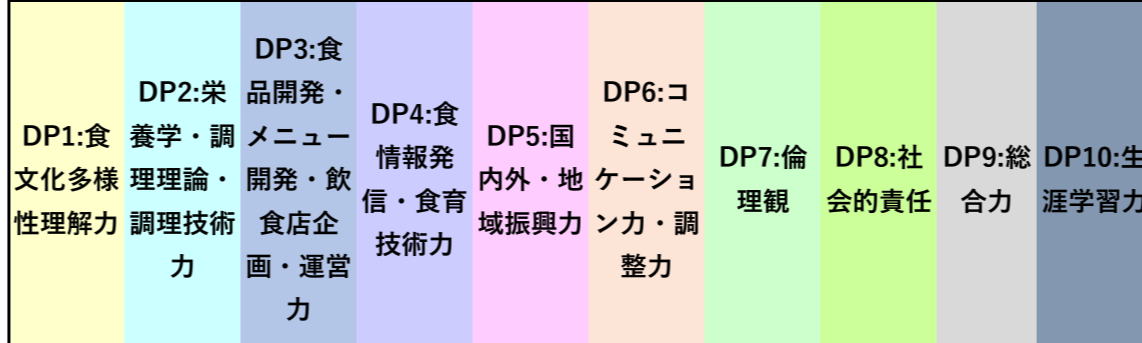 DP1:食
文化多様
性理解力
DP2:栄
養学・調
理理論・
調理技術
力
DP3:食
品開発・
メニュー
開発・飲
食店企
画・運営
力
DP4:食
情報発
信・食育
技術力
DP5:国
内外・地
域振興力
DP6:コ
ミュニ
ケーショ
ン力・調
整力
DP7:倫
理観
DP8:社
会的責任
DP9:総
合力
DP10:生
涯学習力